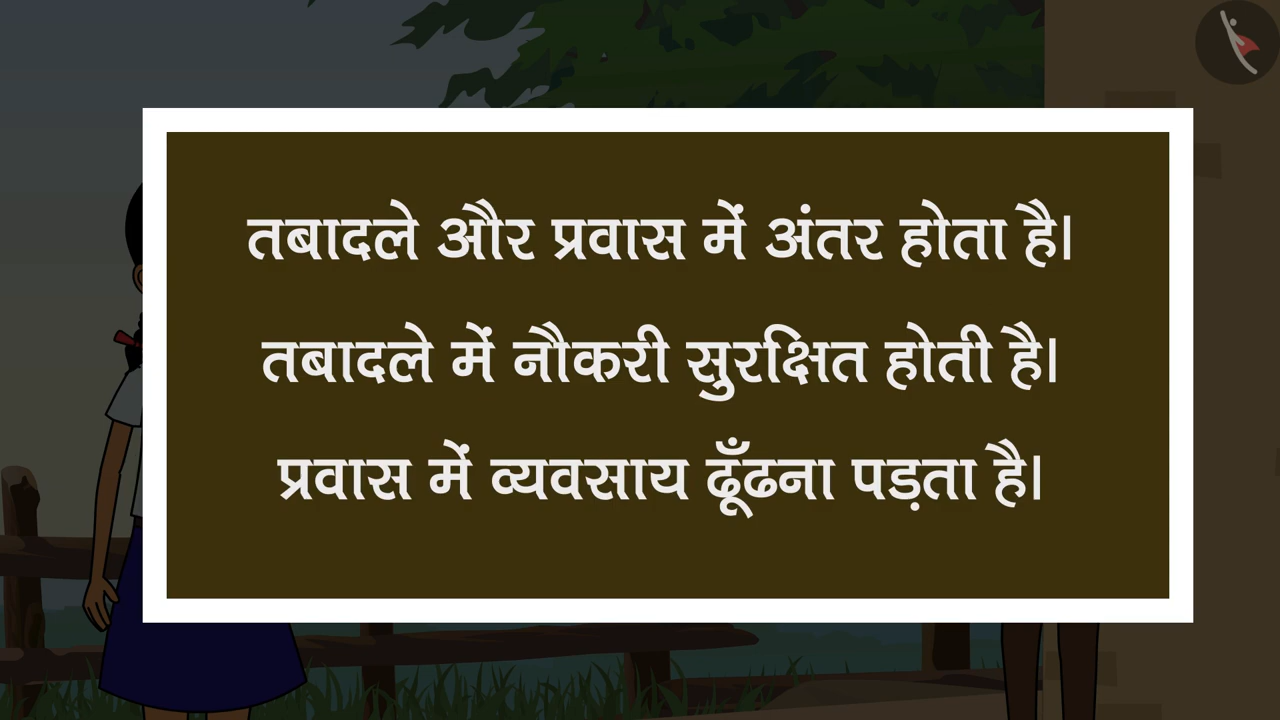 तबादले और प्रवास में अंतर होता है।
तबादले में नौकरी सुरक्षित होती है।
प्रवास में व्यवसाय ढूँढना पड़ता है।